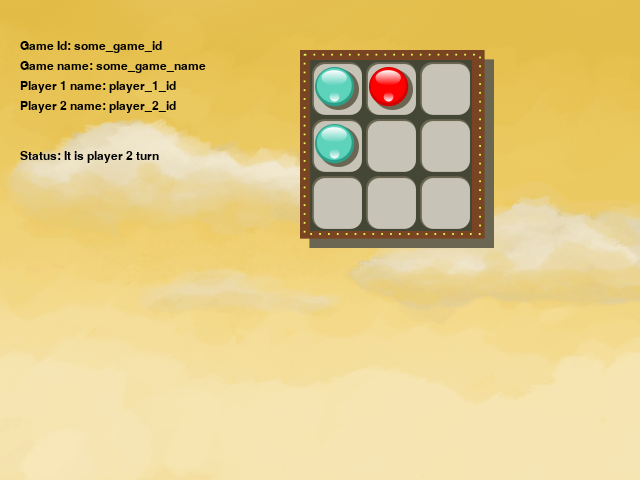 Game Id: some_game_id
Game name: some_game_name
Player 1 name: player_1_id
Player 2 name: player_2_id
Status: It is player 2 turn